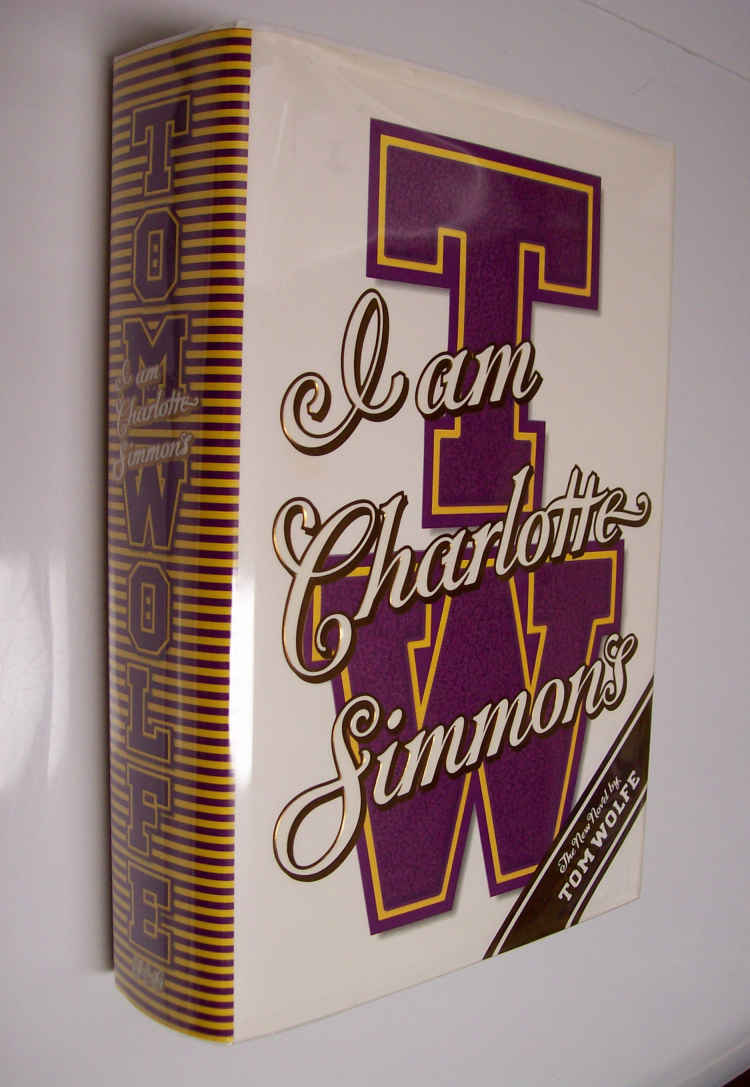 TOM WOLFE
I am
Charlotte
Simmons
T
W
I am
Charlotte
Simmons
The New Novel by
TOM WOLFE